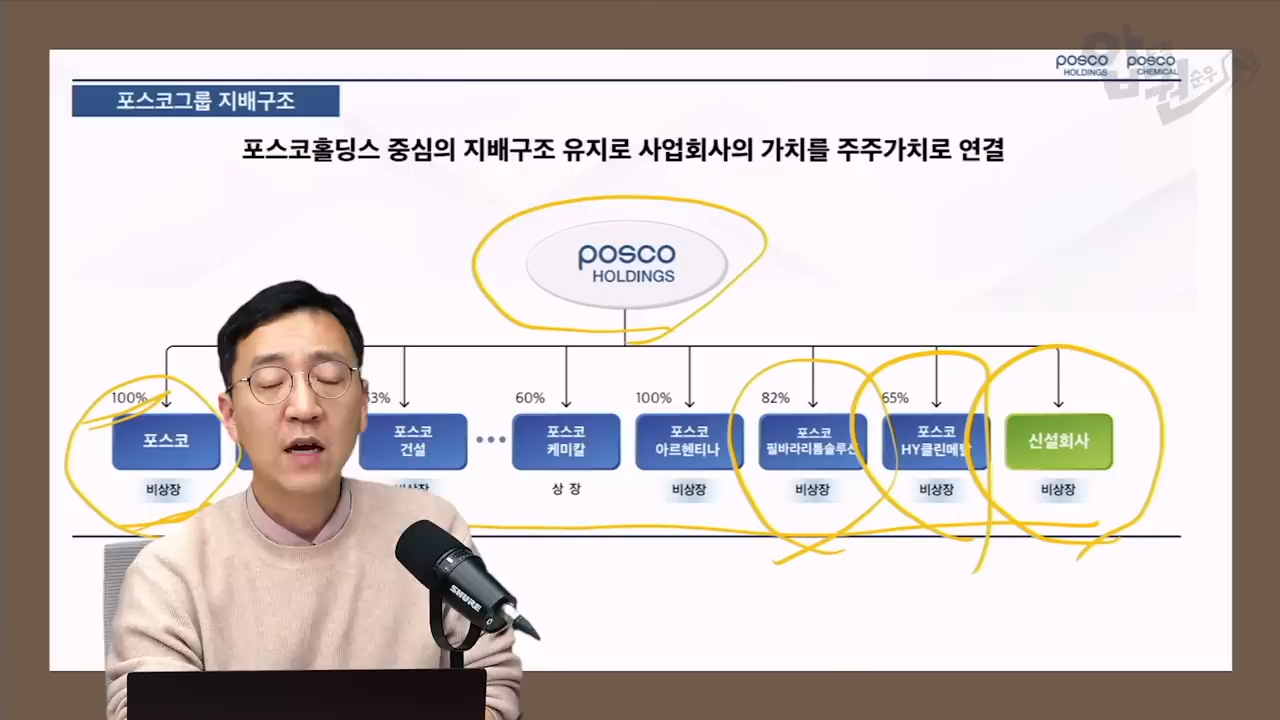 posco HOLDINGS
posco CHEMICAL
포스코그룹 지배구조
포스코홀딩스 중심의 지배구조 유지로 사업회사의 가치를 주주가치로 연결
posco
HOLDINGS
100%
3%
60%
100%
82%
65%
포스코
포스코
건설
포스코
케미칼
포스코
아르헨티나
포스코
필바라리튬솔루션
포스코
HY클린메탈
신설회사
비상장
비상장
상 장
비상장
비상장
비상장
비상장
SHURE